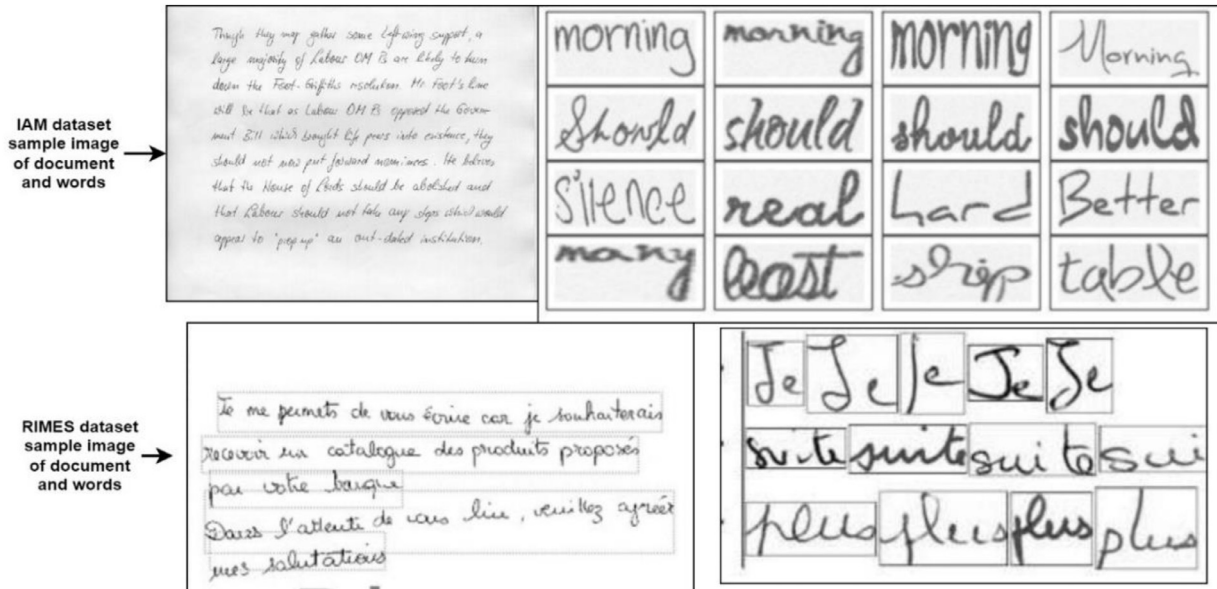 IAM dataset
sample image
of document
and words
Though they may gather some Left-wing support, a
large majority of Labour OM Ps are likely to turn
down the Foot-Griffiths resolution. Mr. Foot's line
will be that as Labour OM Ps opposed the Govern-
ment Bill which brought life peers into existence, they
should not now put forward nominees. He believes
that the House of Lords should be abolished and
that Labour should not take any steps which would
appear to "prop up" an out-dated institution.
morning morning morning Morning
Should should should should
silence real hard Better
many ship table
RIMES dataset
sample image
of document
and words
Je me permets de vous écrire car je souhaiterais
recevoir un catalogue des produits proposés
par votre banque
Dans l'attente de vous lire, veuillez agréer
mes salutations
Je Je Je Je Je
suite suite suite sui
plus plus plus plus